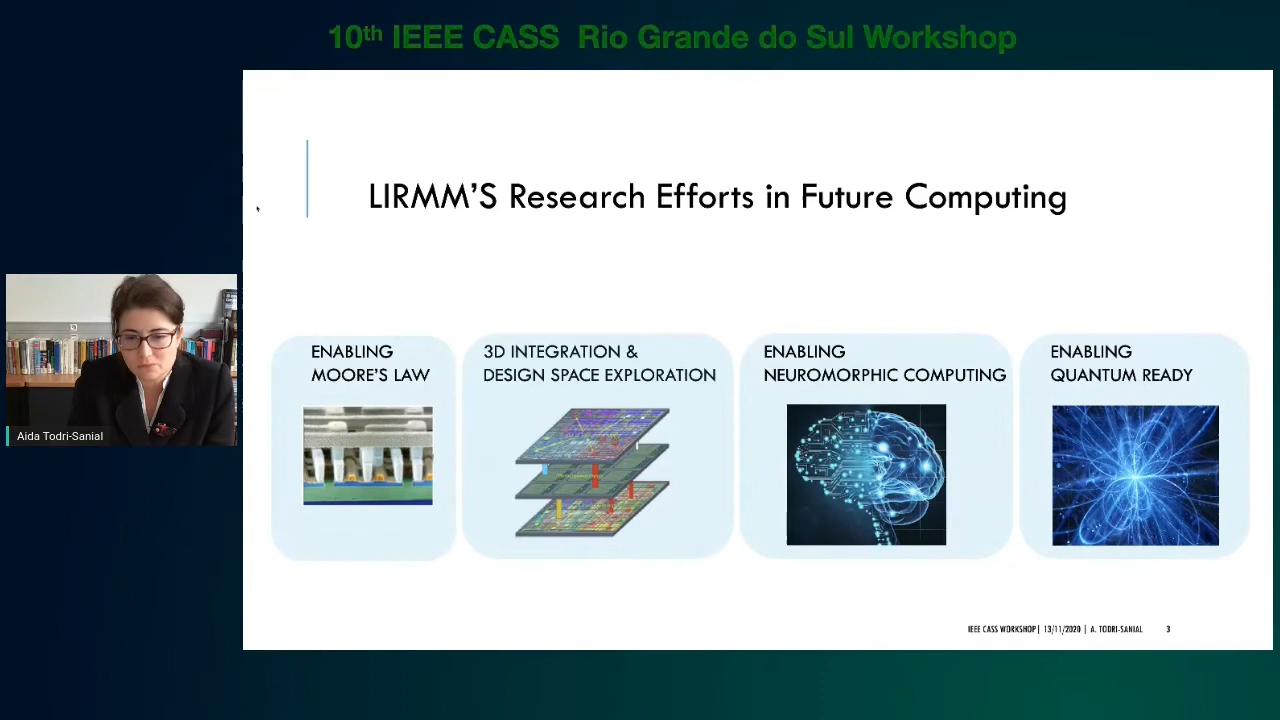 10th IEEE CASS Rio Grande do Sul Workshop
LIRMM'S Research Efforts in Future Computing
ENABLING
MOORE'S LAW
3D INTEGRATION &
DESIGN SPACE EXPLORATION
ENABLING
NEUROMORPHIC COMPUTING
ENABLING
QUANTUM READY
Aida Todri-Sanial
IEEE CASS WORKSHOP| 13/11/2020 | A. TODRI-SANIAL 3